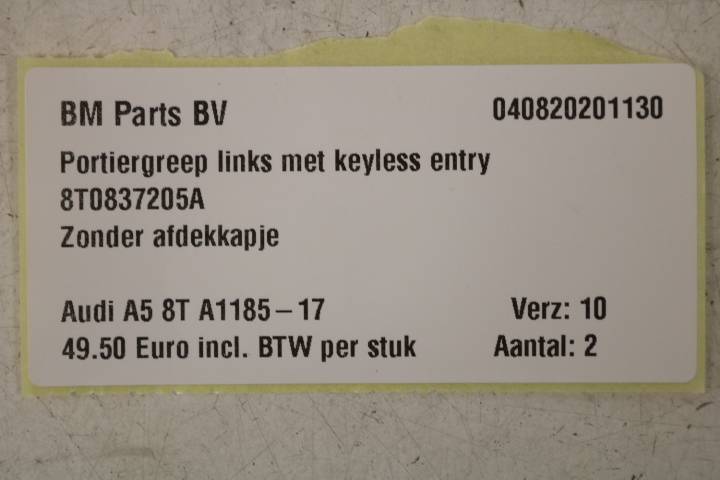 BM Parts BV 040820201130
Portiergreep links met keyless entry
8T0837205A
Zonder afdekkapje
Audi A5 8T A1185-17 Verz: 10
49.50 Euro incl. BTW per stuk Aantal: 2